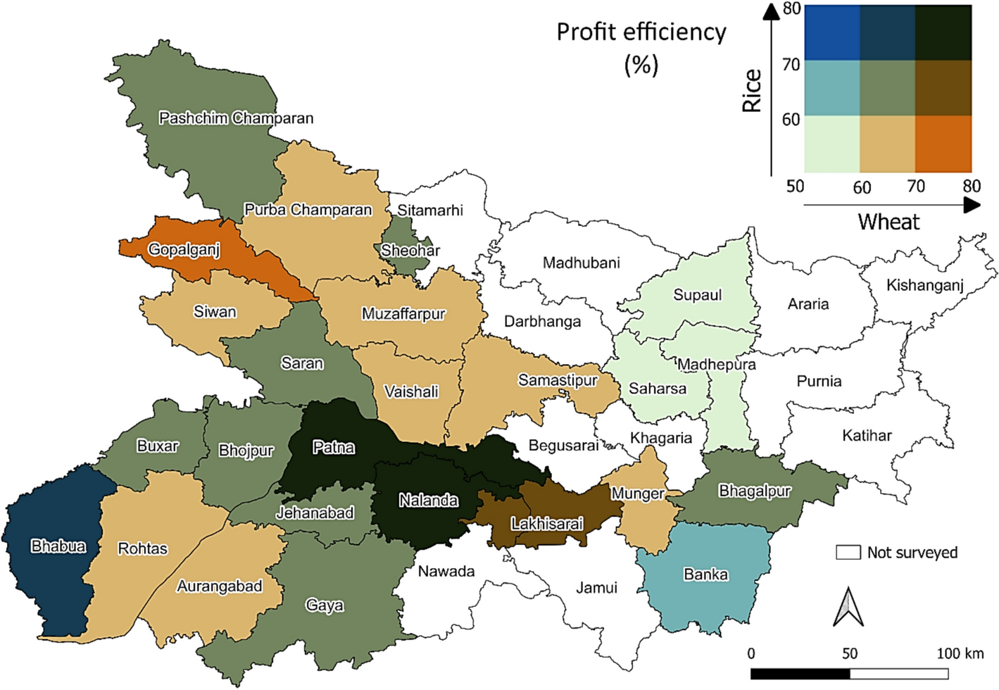 Profit efficiency
(%)
Rice
80
70
60
50
60
70
80
Wheat
Pashchim Champaran
Purba Champaran
Sitamarhi
Gopalganj
Sheohar
Madhubani
Siwan
Muzaffarpur
Darbhanga
Supaul
Araria
Kishanganj
Saran
Vaishali
Samastipur
Saharsa
Madhepura
Purnia
Buxar
Bhojpur
Patna
Begusarai
Khagaria
Katihar
Nalanda
Munger
Bhagalpur
Jehanabad
Lakhisarai
Bhabua
Rohtas
Aurangabad
Gaya
Nawada
Jamui
Banka
Not surveyed
0
50
100 km